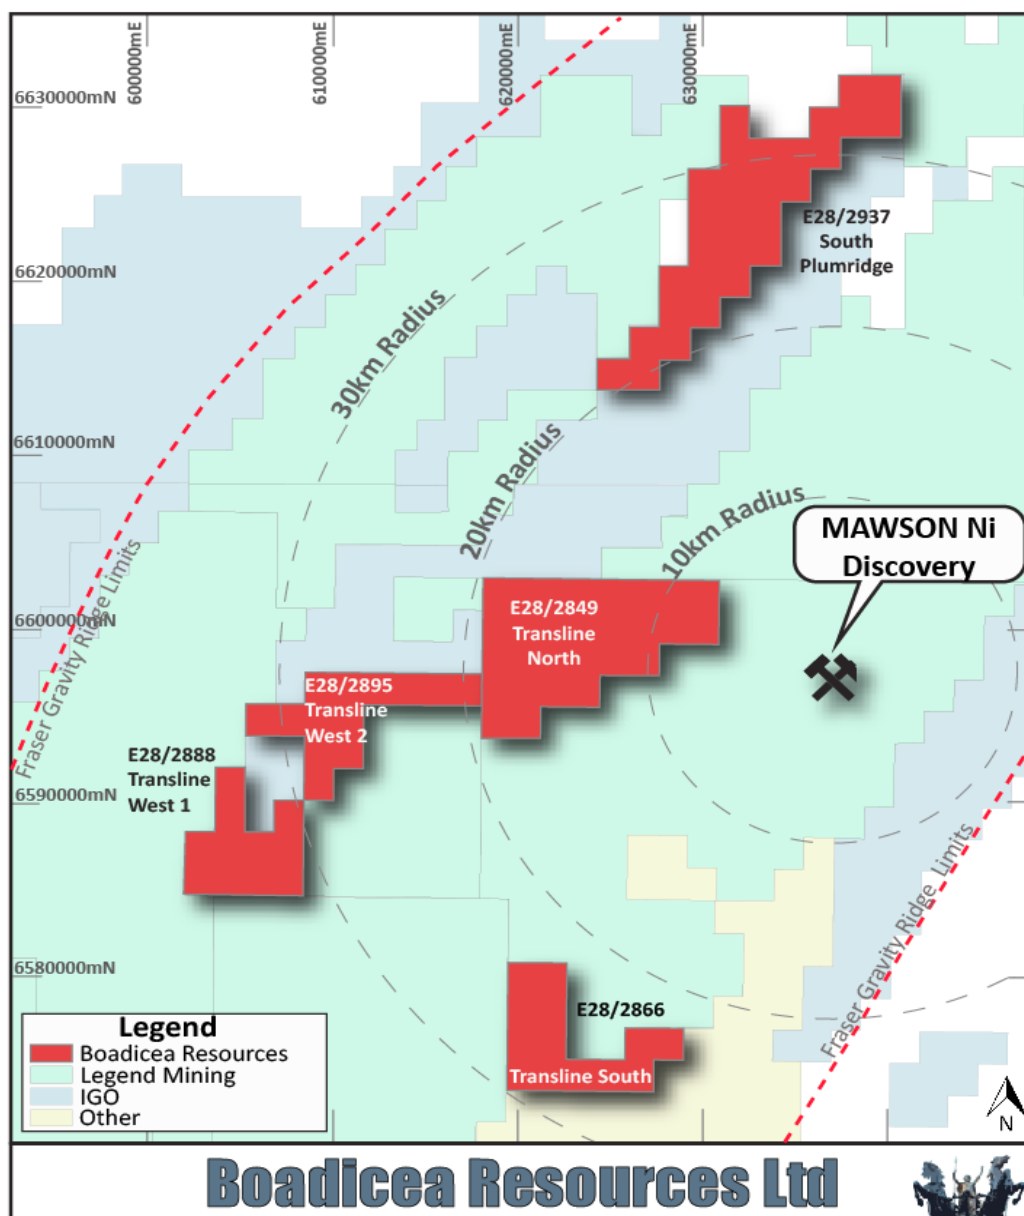 600000mE
610000mE
620000mE
630000mE
6630000mN
6620000mN
6610000mN
6600000mN
6590000mN
6580000mN
E28/2937
South
Plumridge
30km Radius
20km Radius
10km Radius
MAWSON Ni
Discovery
E28/2849
Transline
North
E28/2895
Transline
West 2
E28/2888
Transline
West 1
Fraser Gravity Ridge Limits
Fraser Gravity Ridge Limits
E28/2866
Transline South
Legend
Boadicea Resources
Legend Mining
IGO
Other
N
Boadicea Resources Ltd